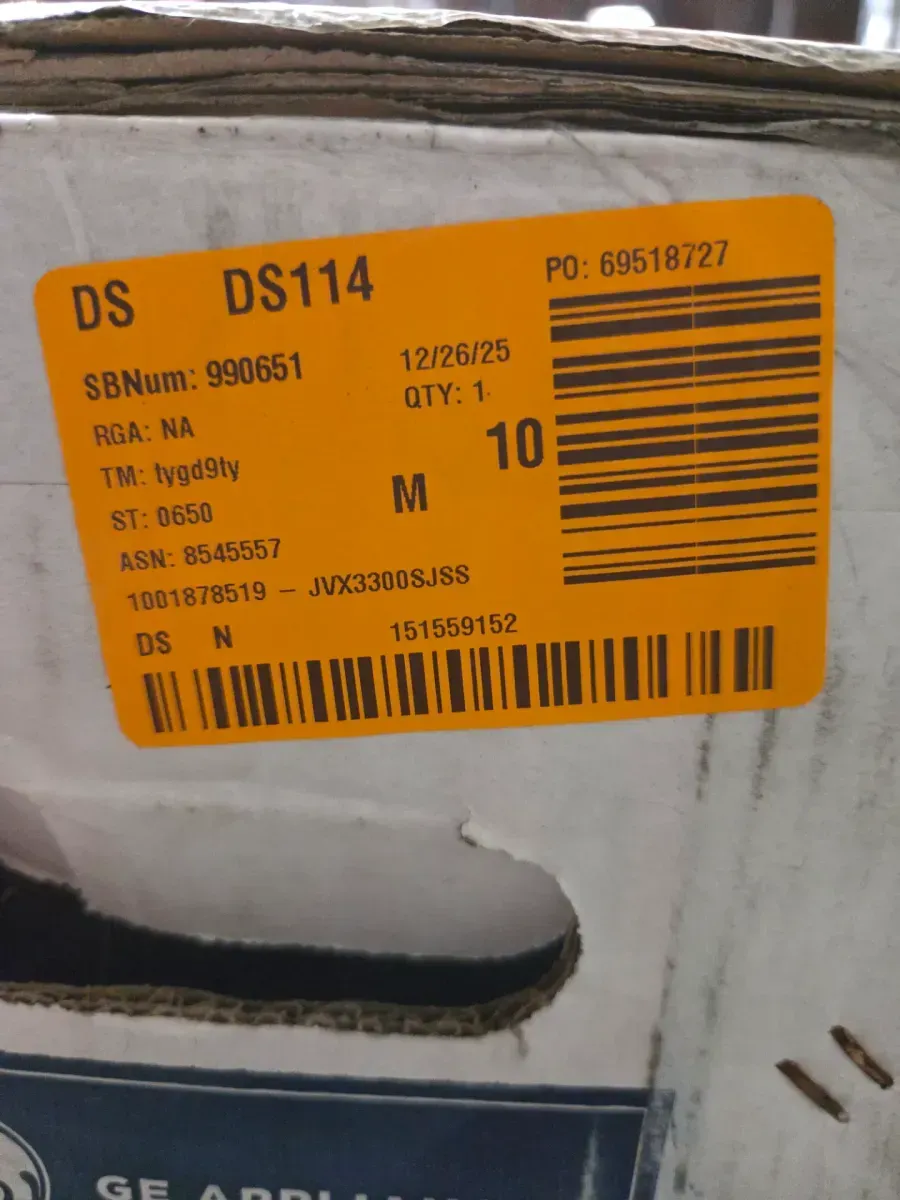 DS DS114
PO: 69518727
SBNum: 990651
12/26/25
RGA: NA
QTY: 1
10
TM: tygd9ty
M
ST: 0650
ASN: 8545557
1001878519 - JVX3300SJSS
DS N 151559152
GE